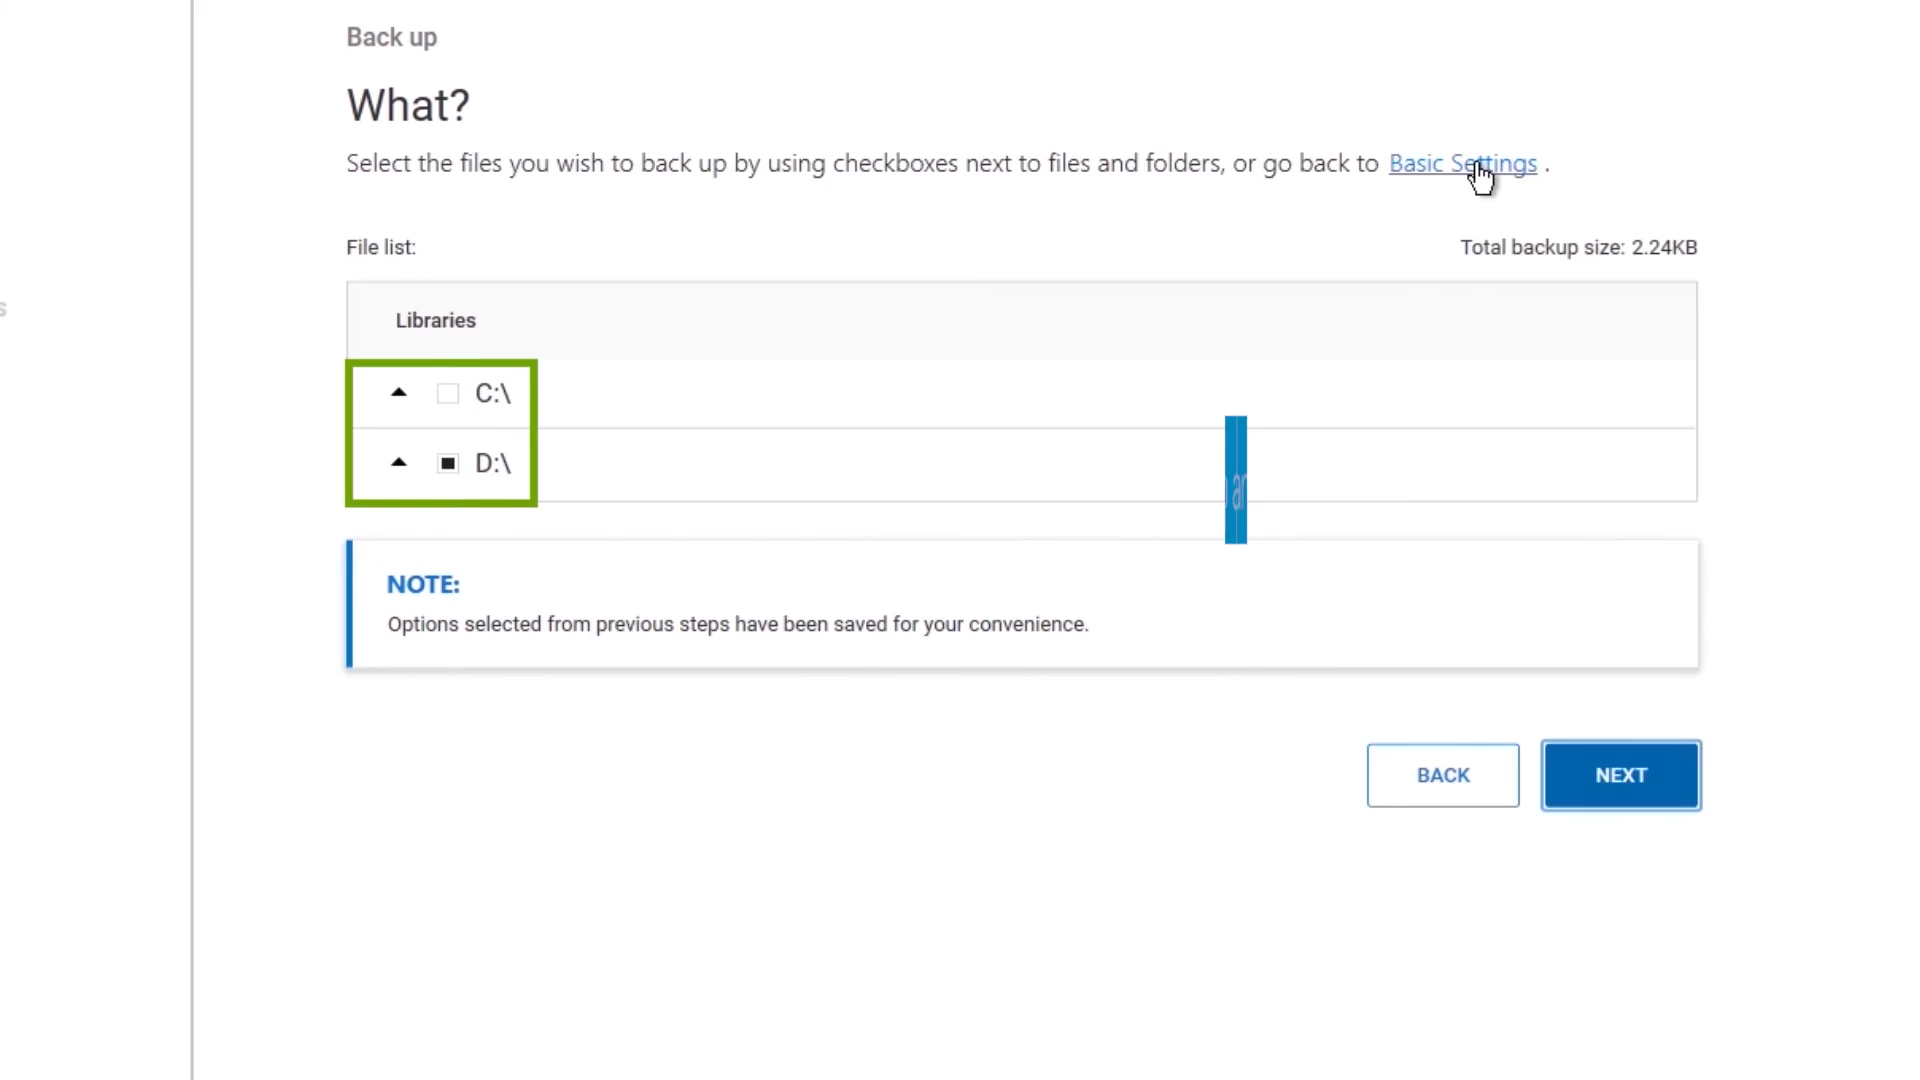 Back up
What?
Select the files you wish to back up by using checkboxes next to files and folders, or go back to Basic Settings .
File list:
Total backup size: 2.24KB
Libraries
C:\
D:\
NOTE:
Options selected from previous steps have been saved for your convenience.
BACK
NEXT